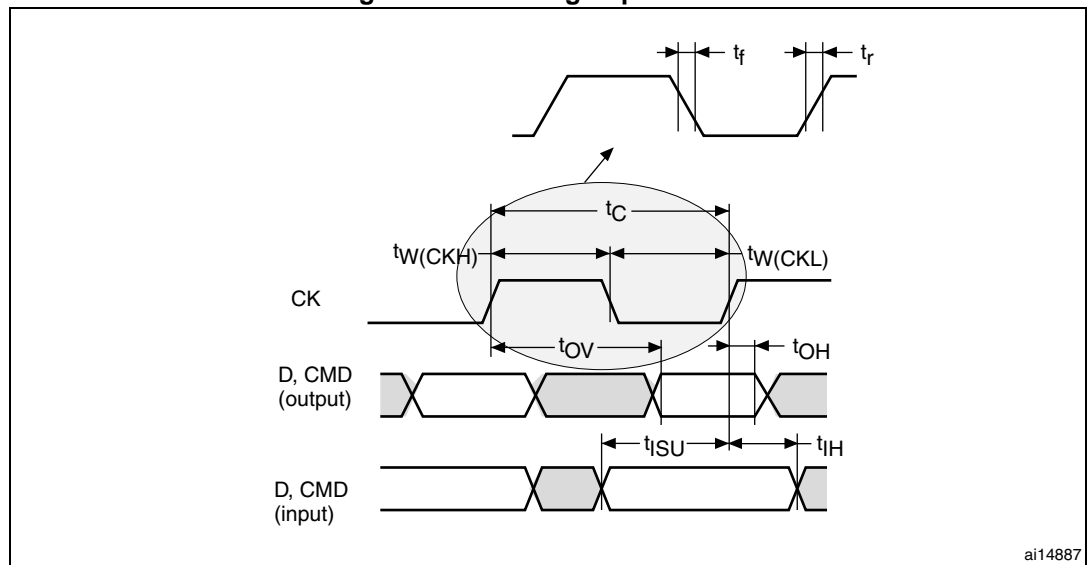 tf
tr
tC
tW(CKH)
tW(CKL)
CK
tOV
tOH
D, CMD
(output)
tISU
tIH
D, CMD
(input)
ai14887